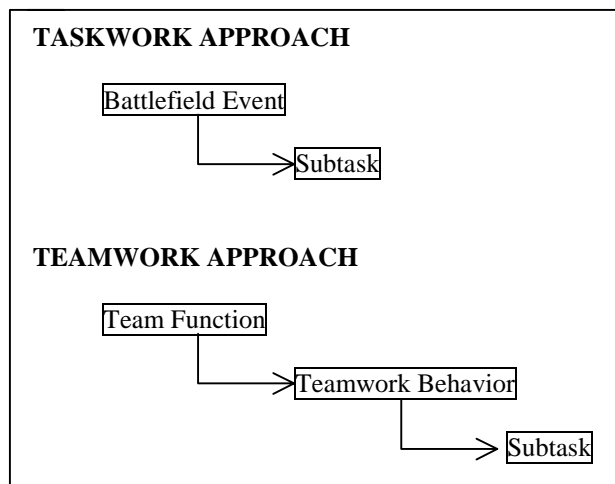 TASKWORK APPROACH
Battlefield Event
Subtask
TEAMWORK APPROACH
Team Function
Teamwork Behavior
Subtask